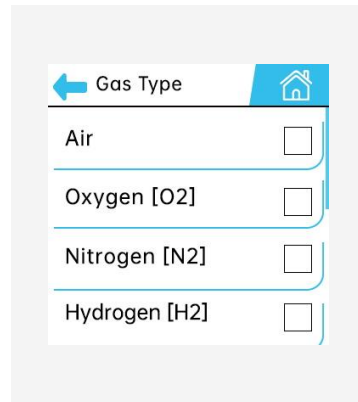 Gas Type
Air
Oxygen [O2]
Nitrogen [N2]
Hydrogen [H2]